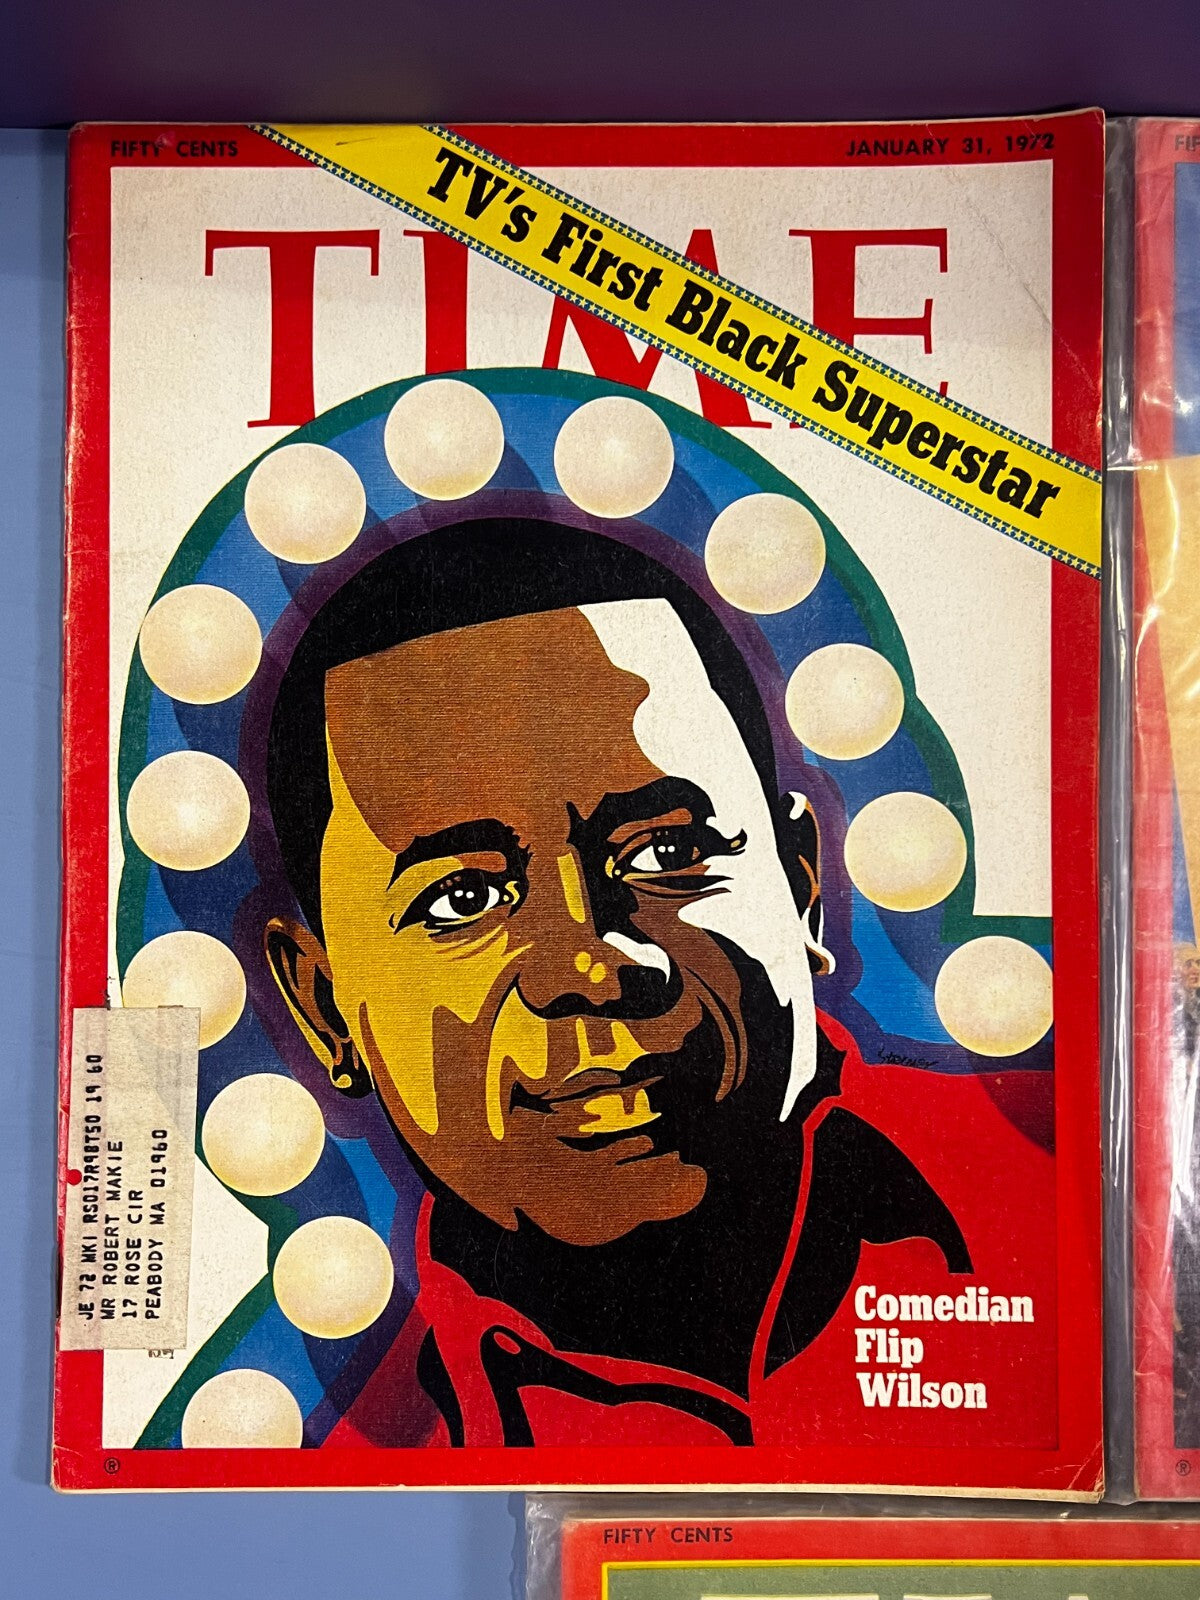 FIFTY CENTS
JANUARY 31, 1972
TV's First Black Superstar
TIME
Comedian
Flip
Wilson
JE 72 MKI RS017R98T50 19 60
MR ROBERT MAKIE
17 ROSE CIR
PEABODY MA 01960
®
FIFTY CENTS
®